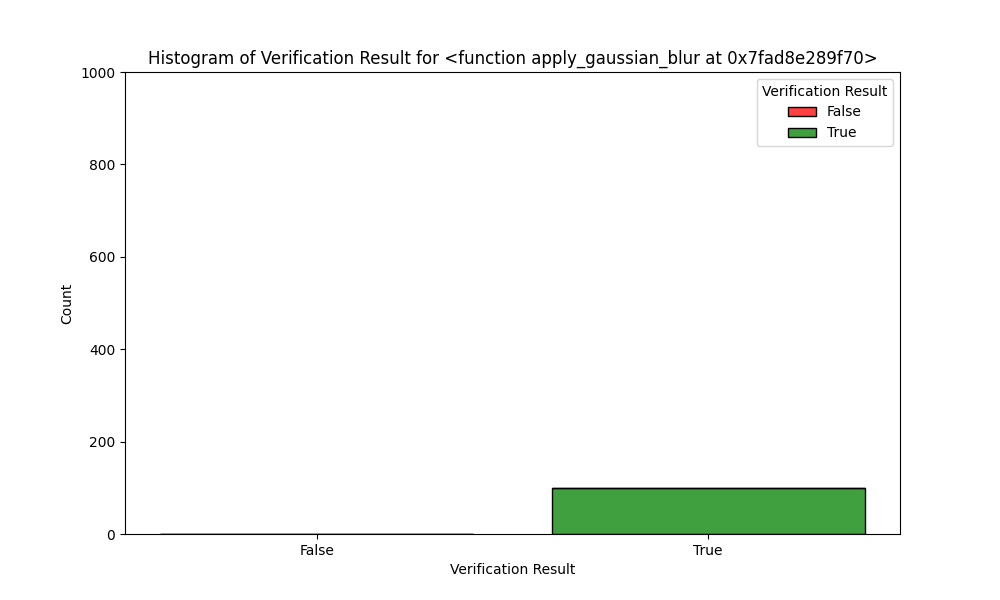 Histogram of Verification Result for <function apply_gaussian_blur at 0x7fad8e289f70>
1000
800
600
400
200
0
Count
False
True
Verification Result
Verification Result
False
True